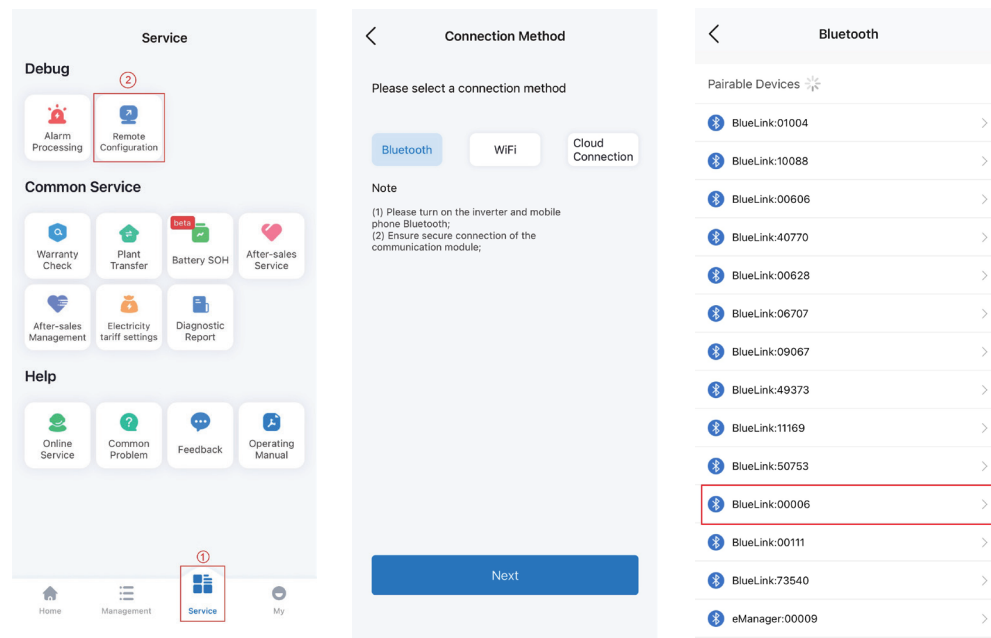 Service
Debug
②
Alarm
Processing
Remote
Configuration
Common Service
Warranty
Check
Plant
Transfer
beta
Battery SOH
After-sales
Service
After-sales
Management
Electricity
tariff settings
Diagnostic
Report
Help
Online
Service
Common
Problem
Feedback
Operating
Manual
①
Home
Management
Service
My
Connection Method
Please select a connection method
Bluetooth
WiFi
Cloud
Connection
Note
(1) Please turn on the inverter and mobile
phone Bluetooth;
(2) Ensure secure connection of the
communication module;
Next
Bluetooth
Pairable Devices
BlueLink:01004
BlueLink:10088
BlueLink:00606
BlueLink:40770
BlueLink:00628
BlueLink:06707
BlueLink:09067
BlueLink:49373
BlueLink:11169
BlueLink:50753
BlueLink:00006
BlueLink:00111
BlueLink:73540
eManager:00009